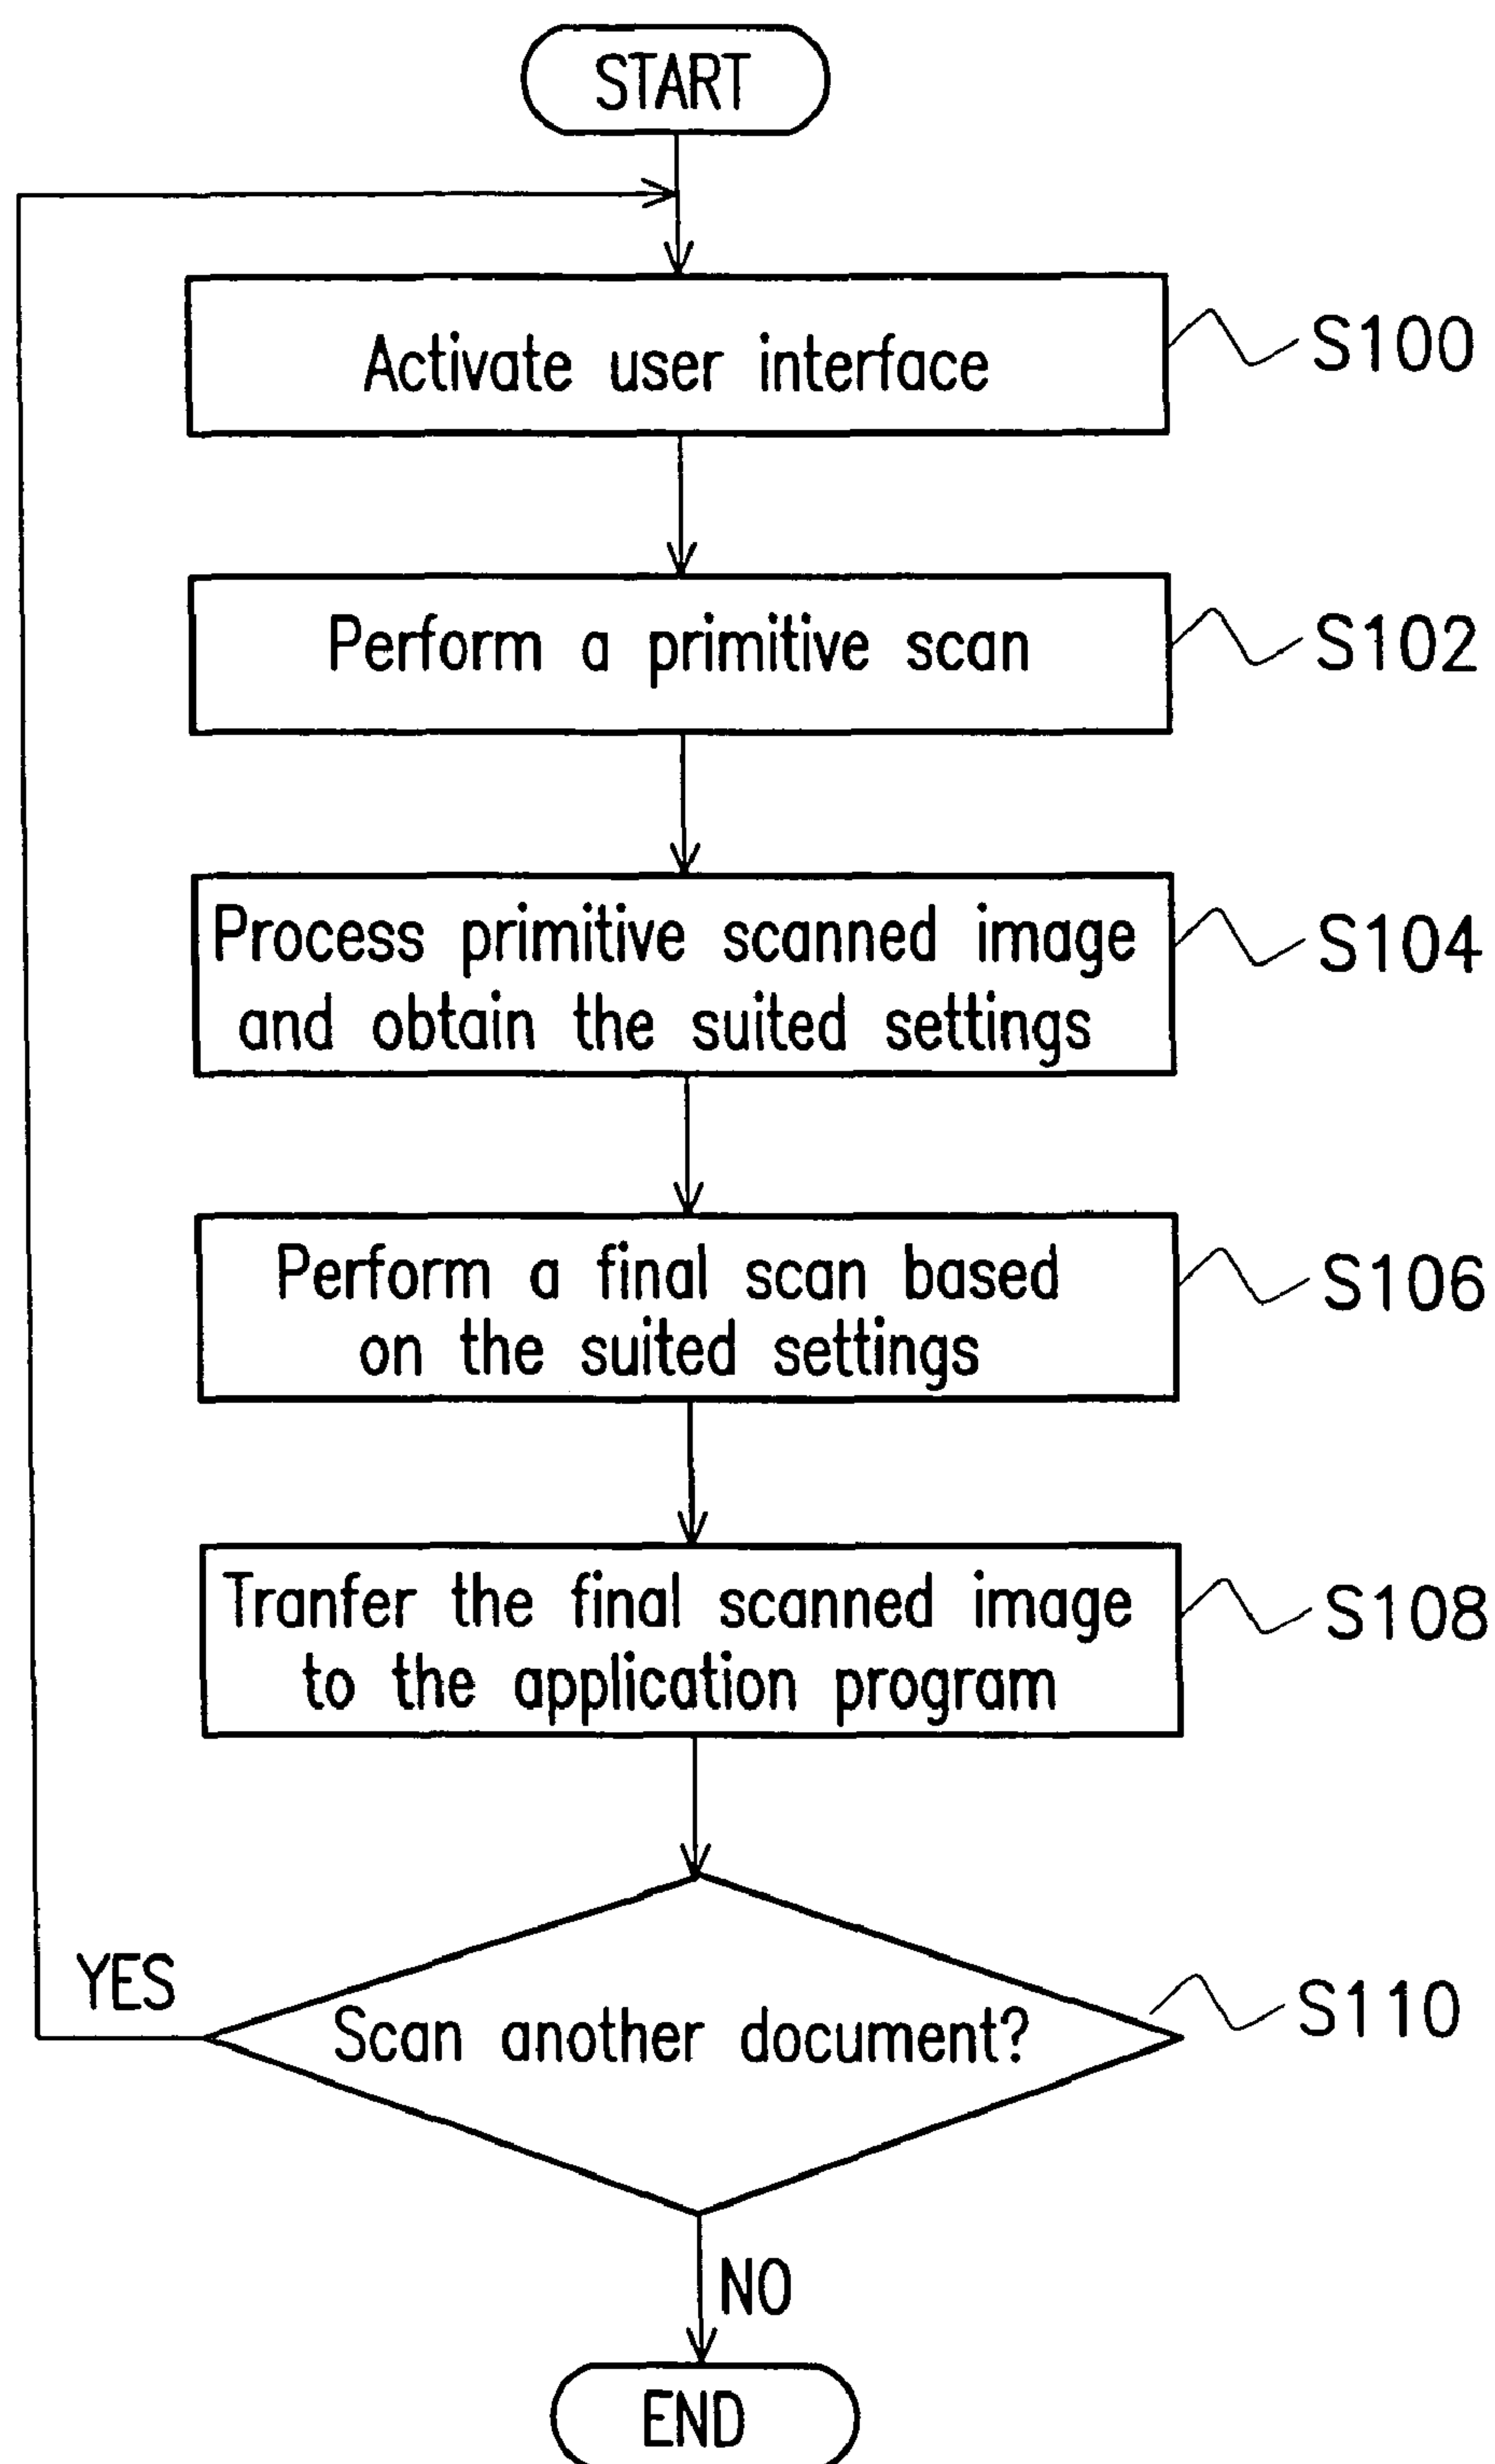 START
Activate user interface
S100
Perform a primitive scan
S102
Process primitive scanned image
and obtain the suited settings
S104
Perform a final scan based
on the suited settings
S106
Tranfer the final scanned image
to the application program
S108
YES
Scan another document?
S110
NO
END